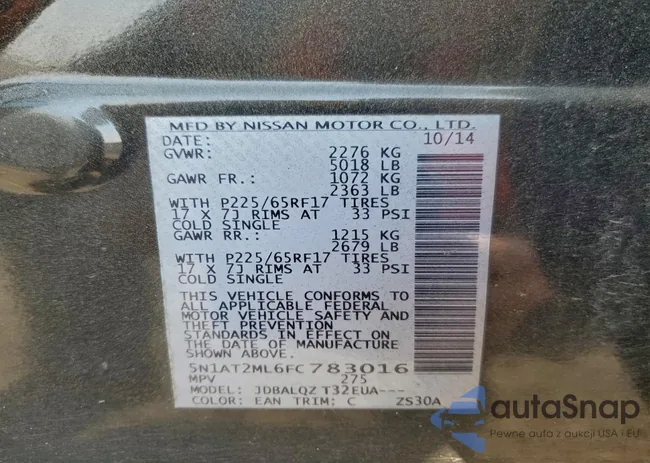 MFD BY NISSAN MOTOR CO., LTD.
DATE: 10/14
GVWR: 2276 KG
5018 LB
GAWR FR.: 1072 KG
2363 LB
WITH P225/65RF17 TIRES
17 X 7J RIMS AT 33 PSI
COLD SINGLE
GAWR RR.: 1215 KG
2679 LB
WITH P225/65RF17 TIRES
17 X 7J RIMS AT 33 PSI
COLD SINGLE
THIS VEHICLE CONFORMS TO
ALL APPLICABLE FEDERAL
MOTOR VEHICLE SAFETY AND
THEFT PREVENTION
STANDARDS IN EFFECT ON
THE DATE OF MANUFACTURE
SHOWN ABOVE.
5N1AT2ML6FC783016
MPV 275
MODEL: JDBALQZ T32EUA---
COLOR: EAN TRIM: C ZS30A
autaSnap
Pewne auta z aukcji USA i EU
autaSnap